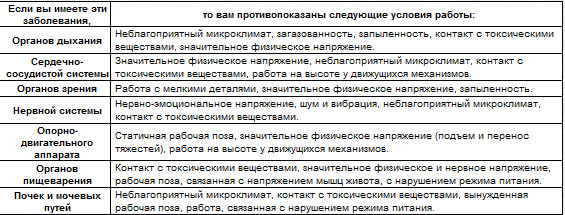 Если вы имеете эти заболевания,
то вам противопоказаны следующие условия работы:
Органов дыхания
Неблагоприятный микроклимат, загазованность, запыленность, контакт с токсическими
веществами, значительное физическое напряжение.
Сердечно-
сосудистой системы
Значительное физическое напряжение, неблагоприятный микроклимат, контакт с
токсическими веществами, работа на высоте у движущихся механизмов.
Органов зрения
Работа с мелкими деталями, значительное физическое напряжение, запыленность.
Нервной системы
Нервно-эмоциональное напряжение, шум и вибрация, неблагоприятный микроклимат,
контакт с токсическими веществами.
Опорно-
двигательного
аппарата
Статичная рабочая поза, значительное физическое напряжение (подъем и перенос
тяжестей), работа на высоте у движущихся механизмов.
Органов
пищеварения
Контакт с токсическими веществами, значительное физическое и нервное напряжение,
рабочая поза, связанная с напряжением мышц живота, с нарушением режима питания.
Почек и мочевых
путей
Неблагоприятный микроклимат, контакт с токсическими веществами, вынужденная
рабочая поза, работа, связанная с нарушением режима питания.